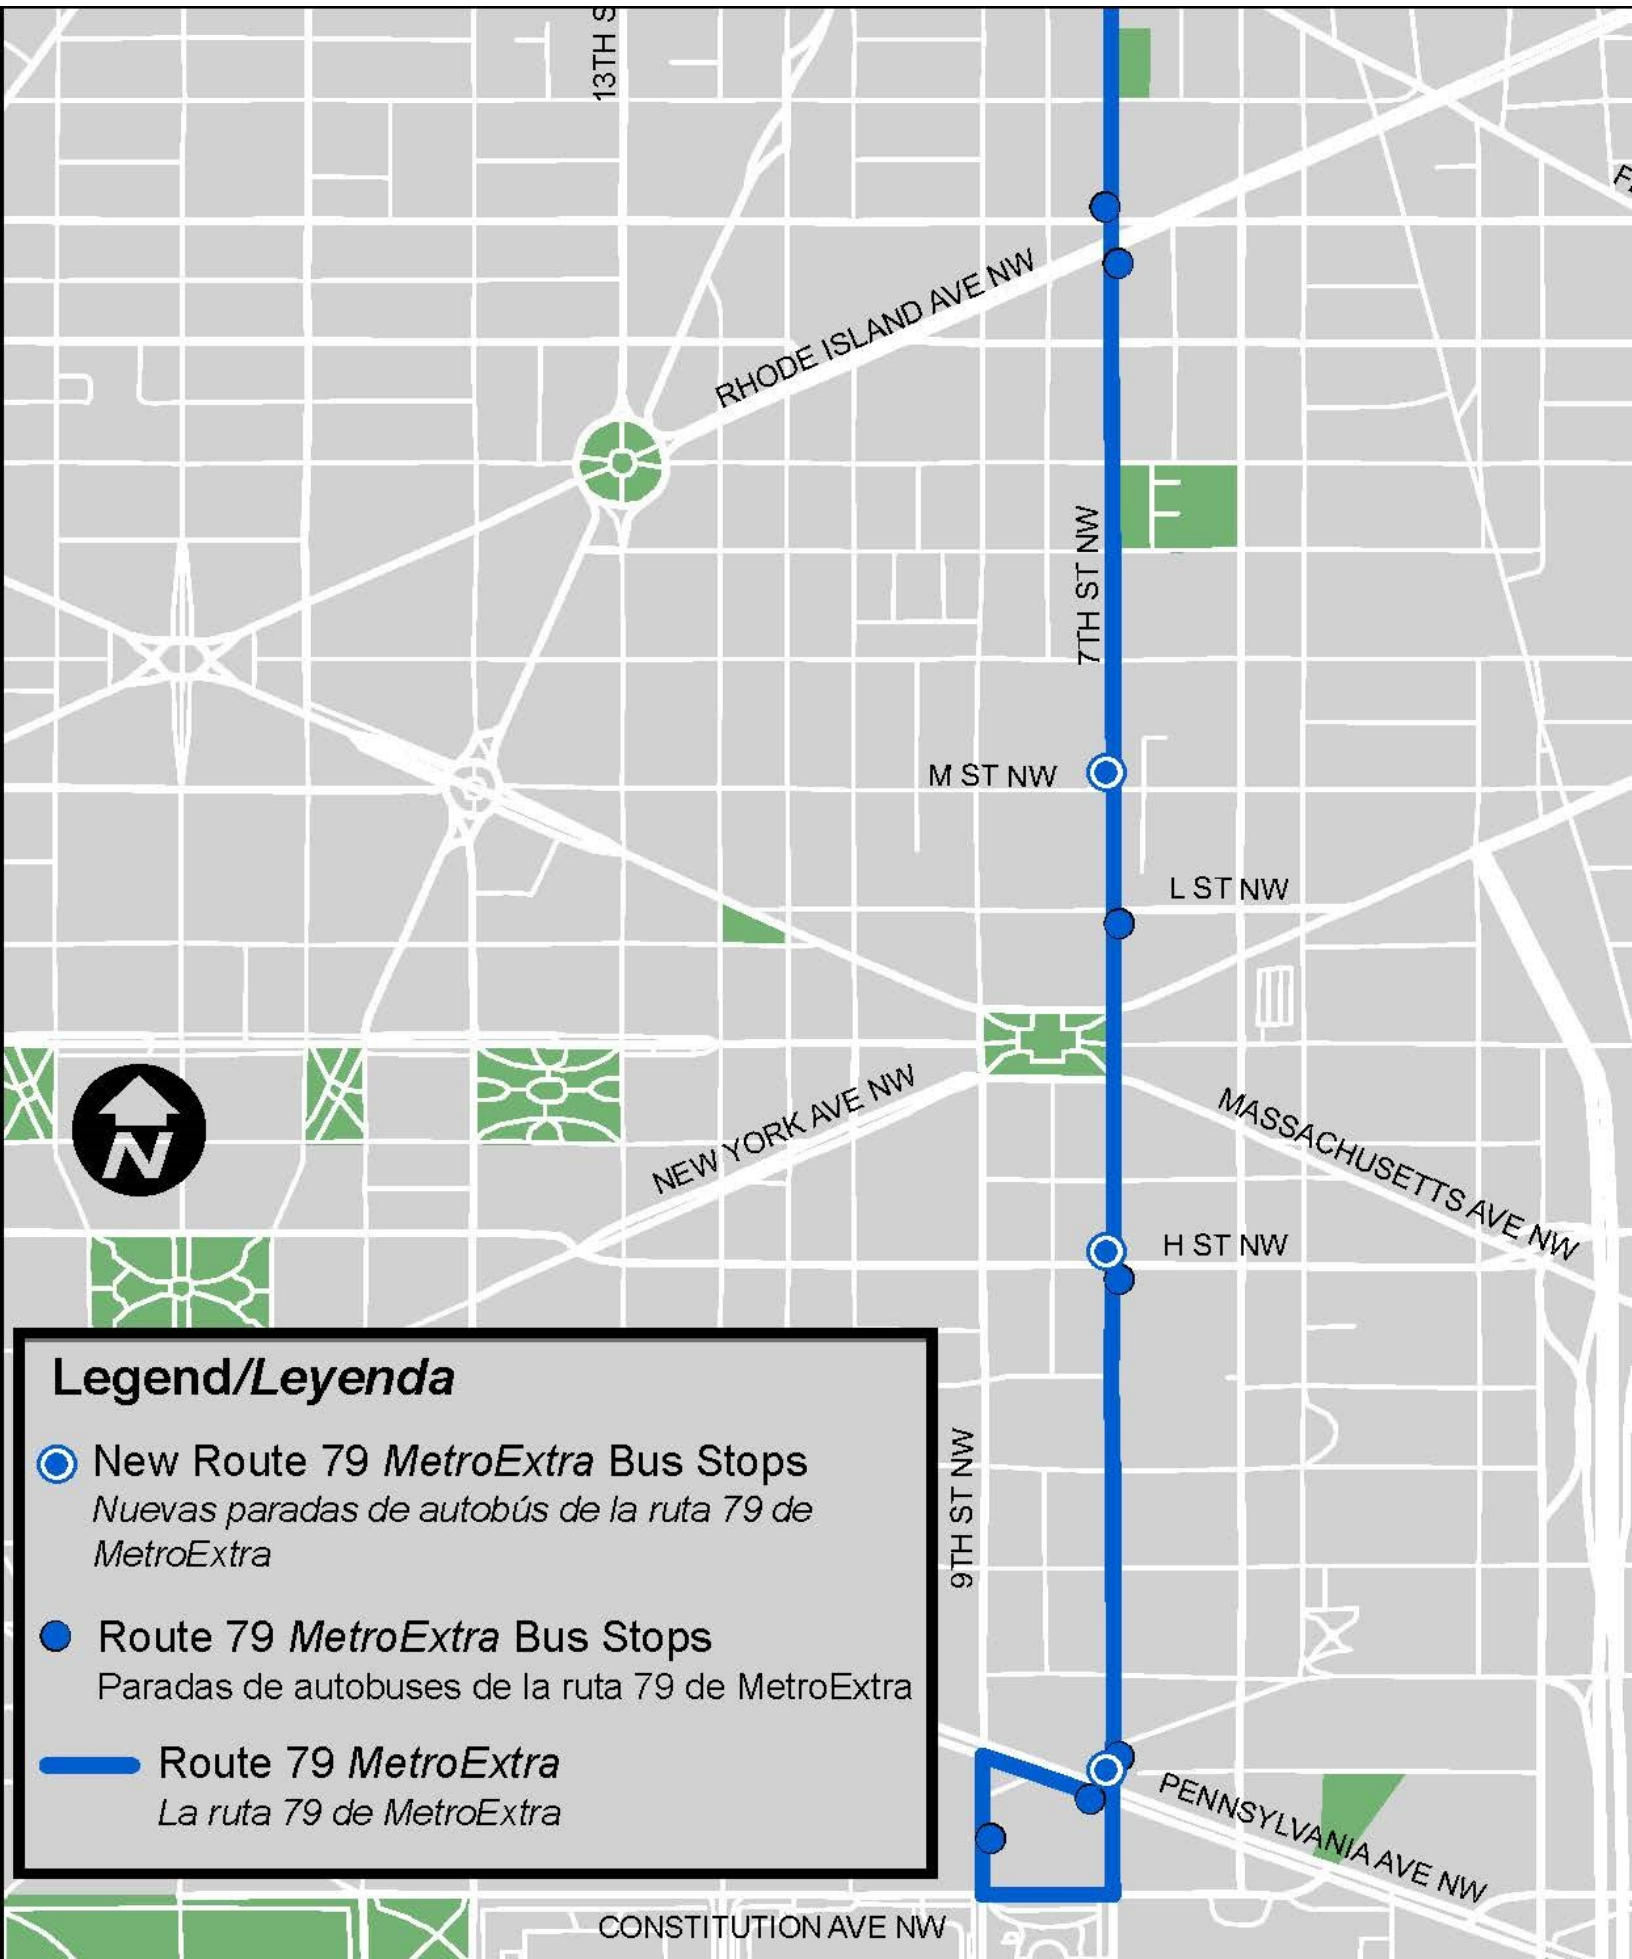 13TH S
FA
RHODE ISLAND AVE NW
7TH ST NW
M ST NW
L ST NW
NEW YORK AVE NW
MASSACHUSETTS AVE NW
N
H ST NW
Legend/Leyenda
New Route 79 MetroExtra Bus Stops
Nuevas paradas de autobús de la ruta 79 de
MetroExtra
Route 79 MetroExtra Bus Stops
Paradas de autobuses de la ruta 79 de MetroExtra
Route 79 MetroExtra
La ruta 79 de MetroExtra
9TH ST NW
PENNSYLVANIA AVE NW
CONSTITUTION AVE NW